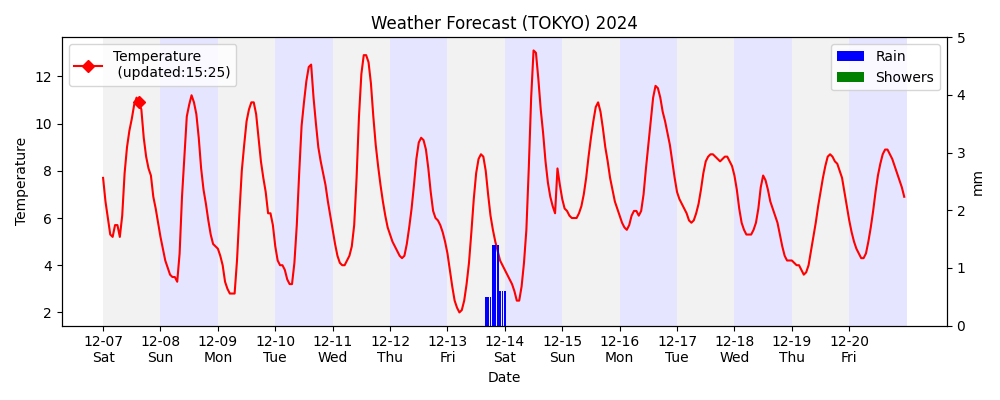 Weather Forecast (TOKYO) 2024
Temperature
(updated:15:25)
Rain
Showers
Temperature
12
10
8
6
4
2
5
4
3
2
1
0
mm
12-07 12-08 12-09 12-10 12-11 12-12 12-13 12-14 12-15 12-16 12-17 12-18 12-19 12-20
Sat Sun Mon Tue Wed Thu Fri Sat Sun Mon Tue Wed Thu Fri
Date